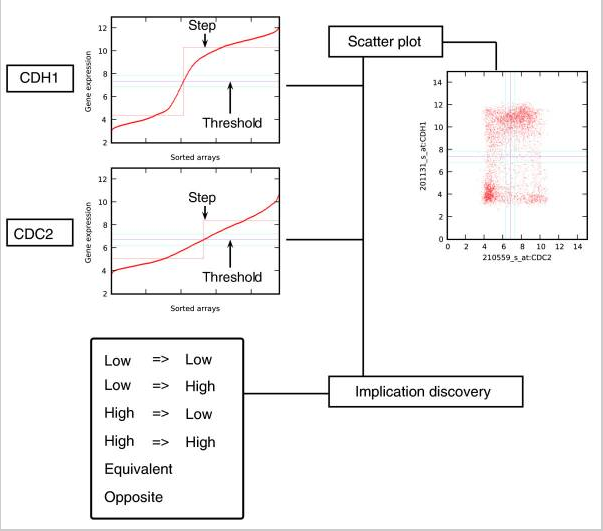 CDH1
Gene expression
12
10
8
6
4
2
Step
Threshold
Sorted arrays
CDC2
Gene expression
12
10
8
6
4
2
Step
Threshold
Sorted arrays
Scatter plot
201131_s_at:CDH1
14
12
10
8
6
4
2
0
0 2 4 6 8 10 12 14
210559_s_at:CDC2
Low => Low
Low => High
High => Low
High => High
Equivalent
Opposite
Implication discovery